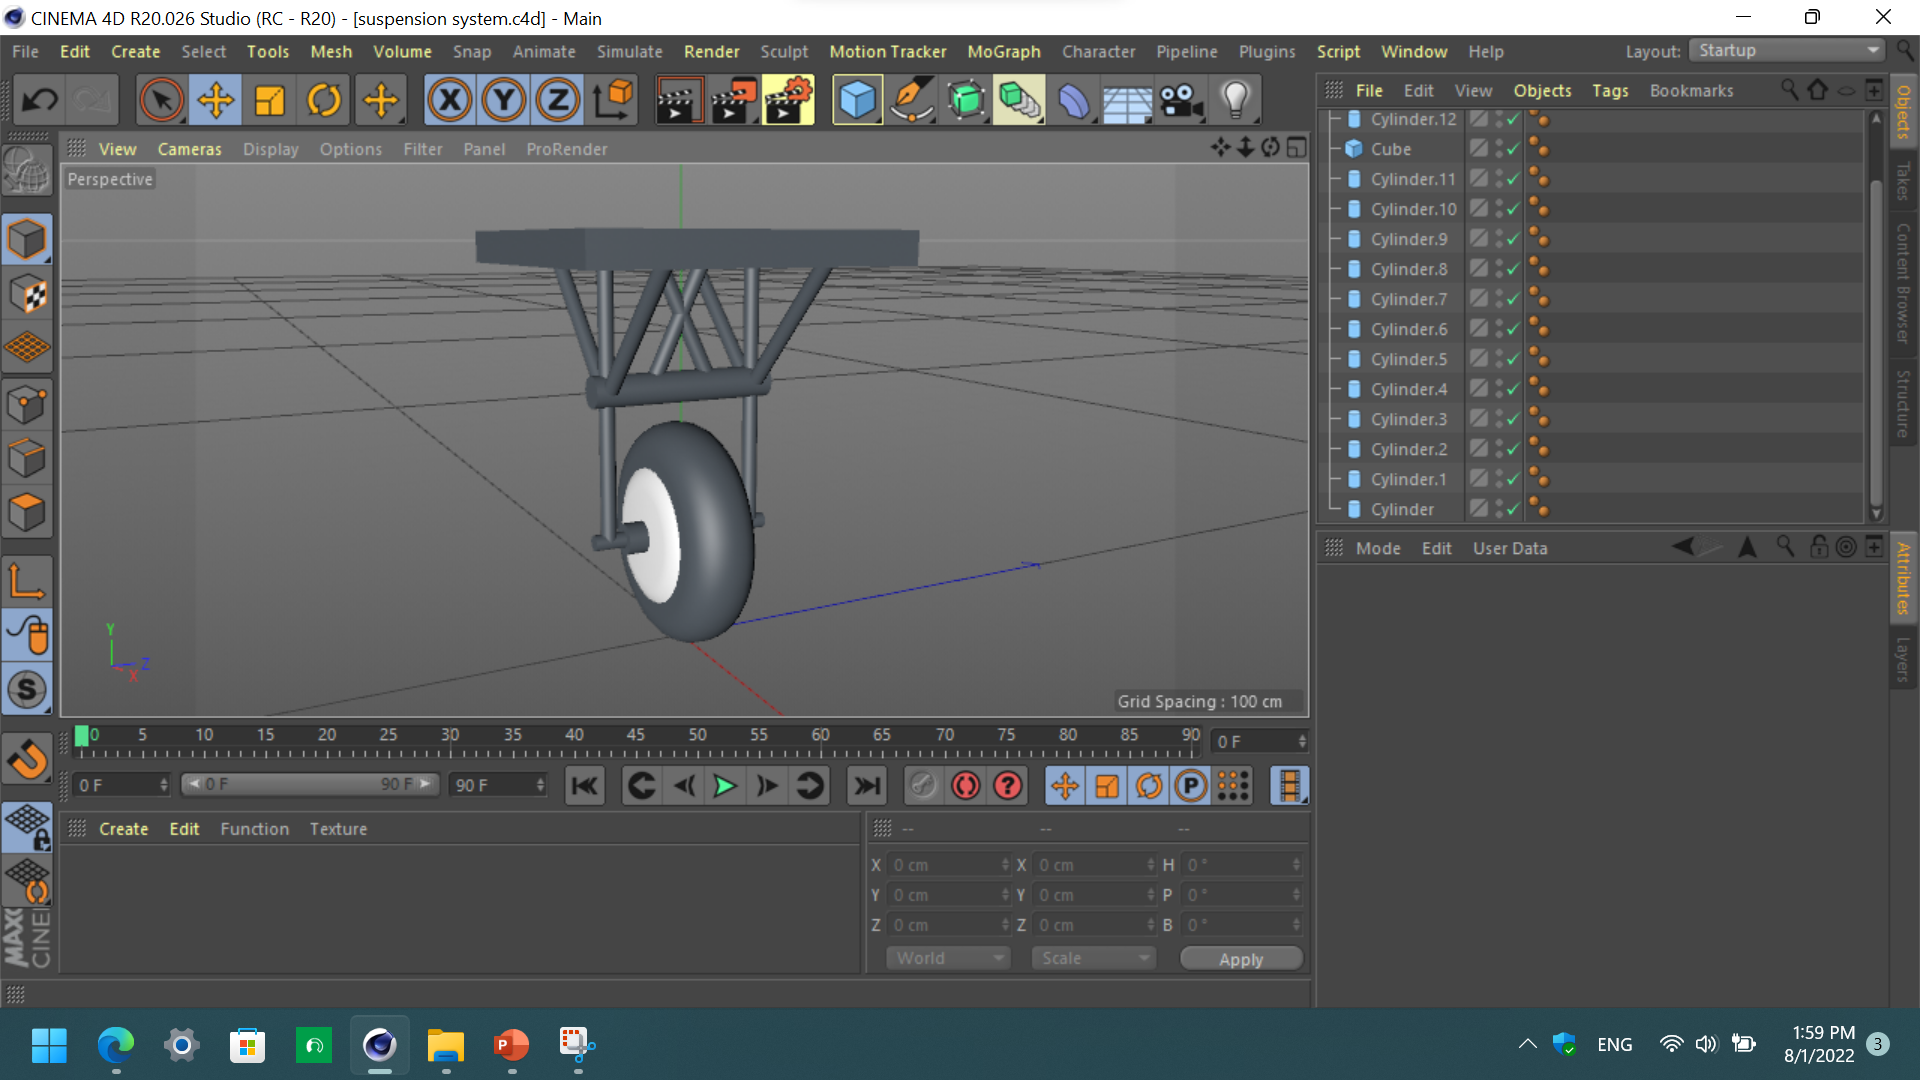 CINEMA 4D R20.026 Studio (RC - R20) - [suspension system.c4d] - Main
File Edit Create Select Tools Mesh Volume Snap Animate Simulate Render Sculpt Motion Tracker MoGraph Character Pipeline Plugins Script Window Help Layout: Startup
X Y Z
File Edit View Objects Tags Bookmarks
View Cameras Display Options Filter Panel ProRender
Perspective
Cylinder.12
Cube
Cylinder.11
Cylinder.10
Cylinder.9
Cylinder.8
Cylinder.7
Cylinder.6
Cylinder.5
Cylinder.4
Cylinder.3
Cylinder.2
Cylinder.1
Cylinder
Objects
Takes
Content Browser
Structure
Mode Edit User Data
Attributes
Layers
Y
Z
X
Grid Spacing : 100 cm
S
0 5 10 15 20 25 30 35 40 45 50 55 60 65 70 75 80 85 90 0 F
0 F 0 F 90 F 90 F ? P
Create Edit Function Texture
-- -- --
X 0 cm X 0 cm H 0 °
Y 0 cm Y 0 cm P 0 °
Z 0 cm Z 0 cm B 0 °
World Scale Apply
MAXO
CINE
P
ENG
1:59 PM
8/1/2022
3